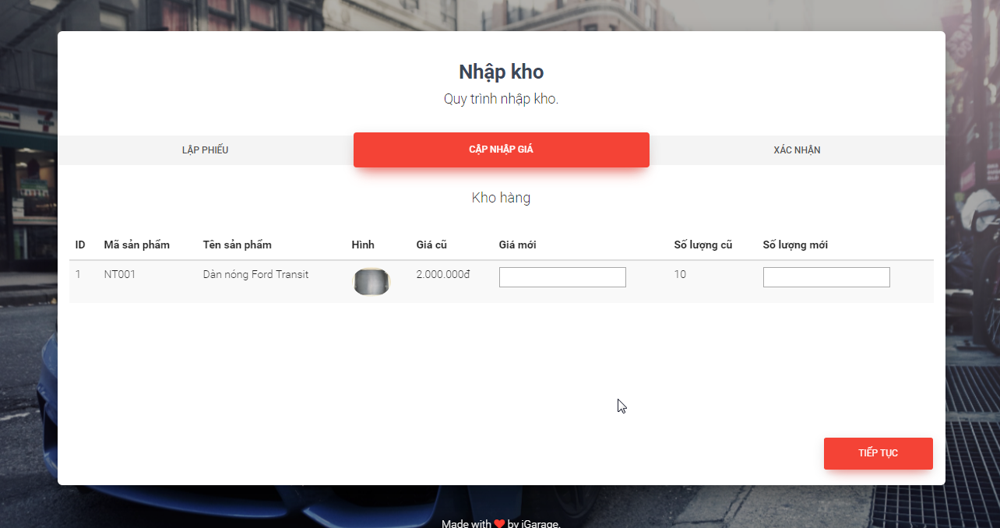 Nhập kho
Quy trình nhập kho.
LẬP PHIẾU CẬP NHẬP GIÁ XÁC NHẬN
Kho hàng
ID Mã sản phẩm Tên sản phẩm Hình Giá cũ Giá mới Số lượng cũ Số lượng mới
1 NT001 Dàn nóng Ford Transit 2.000.000đ 10
TIẾP TỤC
Made with ❤ by iGarage.